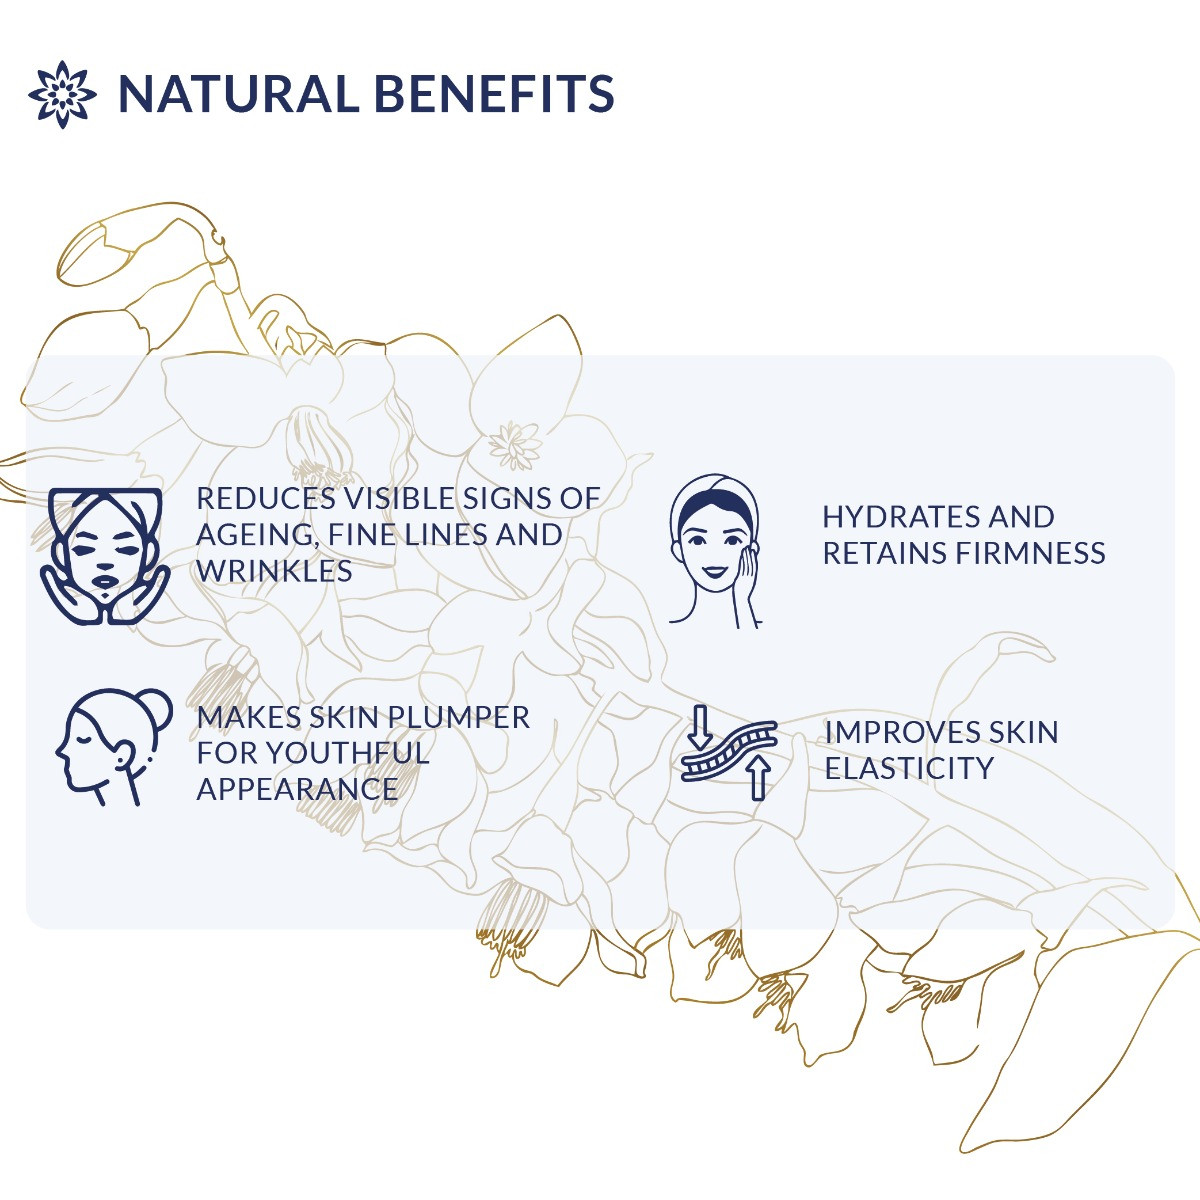 NATURAL BENEFITS
REDUCES VISIBLE SIGNS OF
AGEING, FINE LINES AND
WRINKLES
HYDRATES AND
RETAINS FIRMNESS
MAKES SKIN PLUMPER
FOR YOUTHFUL
APPEARANCE
IMPROVES SKIN
ELASTICITY